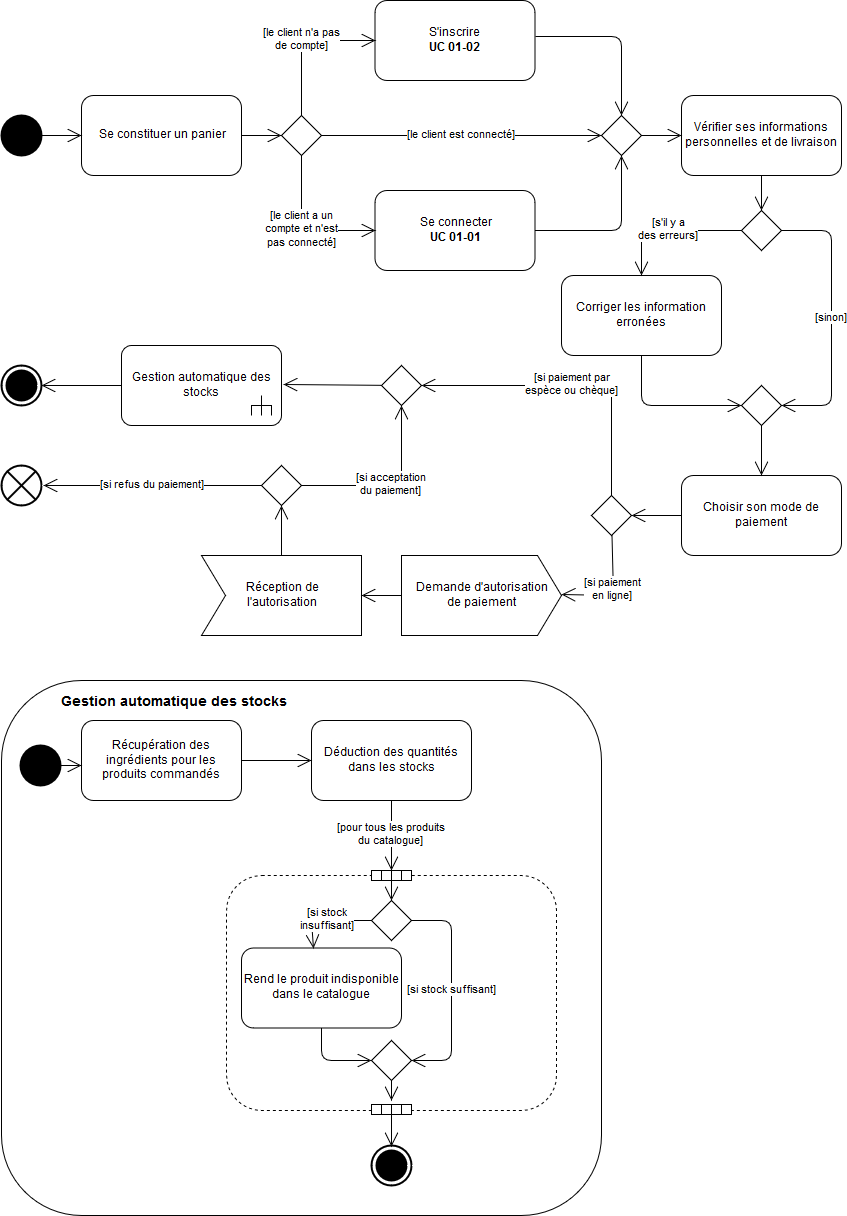 [le client n'a pas
de compte]
S'inscrire
UC 01-02
Se constituer un panier
[le client est connecté]
Vérifier ses informations
personnelles et de livraison
[le client a un
compte et n'est
pas connecté]
Se connecter
UC 01-01
[s'il y a
des erreurs]
Corriger les information
erronées
[sinon]
Gestion automatique des
stocks
[si paiement par
espèce ou chèque]
[si refus du paiement]
[si acceptation
du paiement]
Choisir son mode de
paiement
Réception de
l'autorisation
Demande d'autorisation
de paiement
[si paiement
en ligne]
Gestion automatique des stocks
Récupération des
ingrédients pour les
produits commandés
Déduction des quantités
dans les stocks
[pour tous les produits
du catalogue]
[si stock
insuffisant]
Rend le produit indisponible
dans le catalogue
[si stock suffisant]